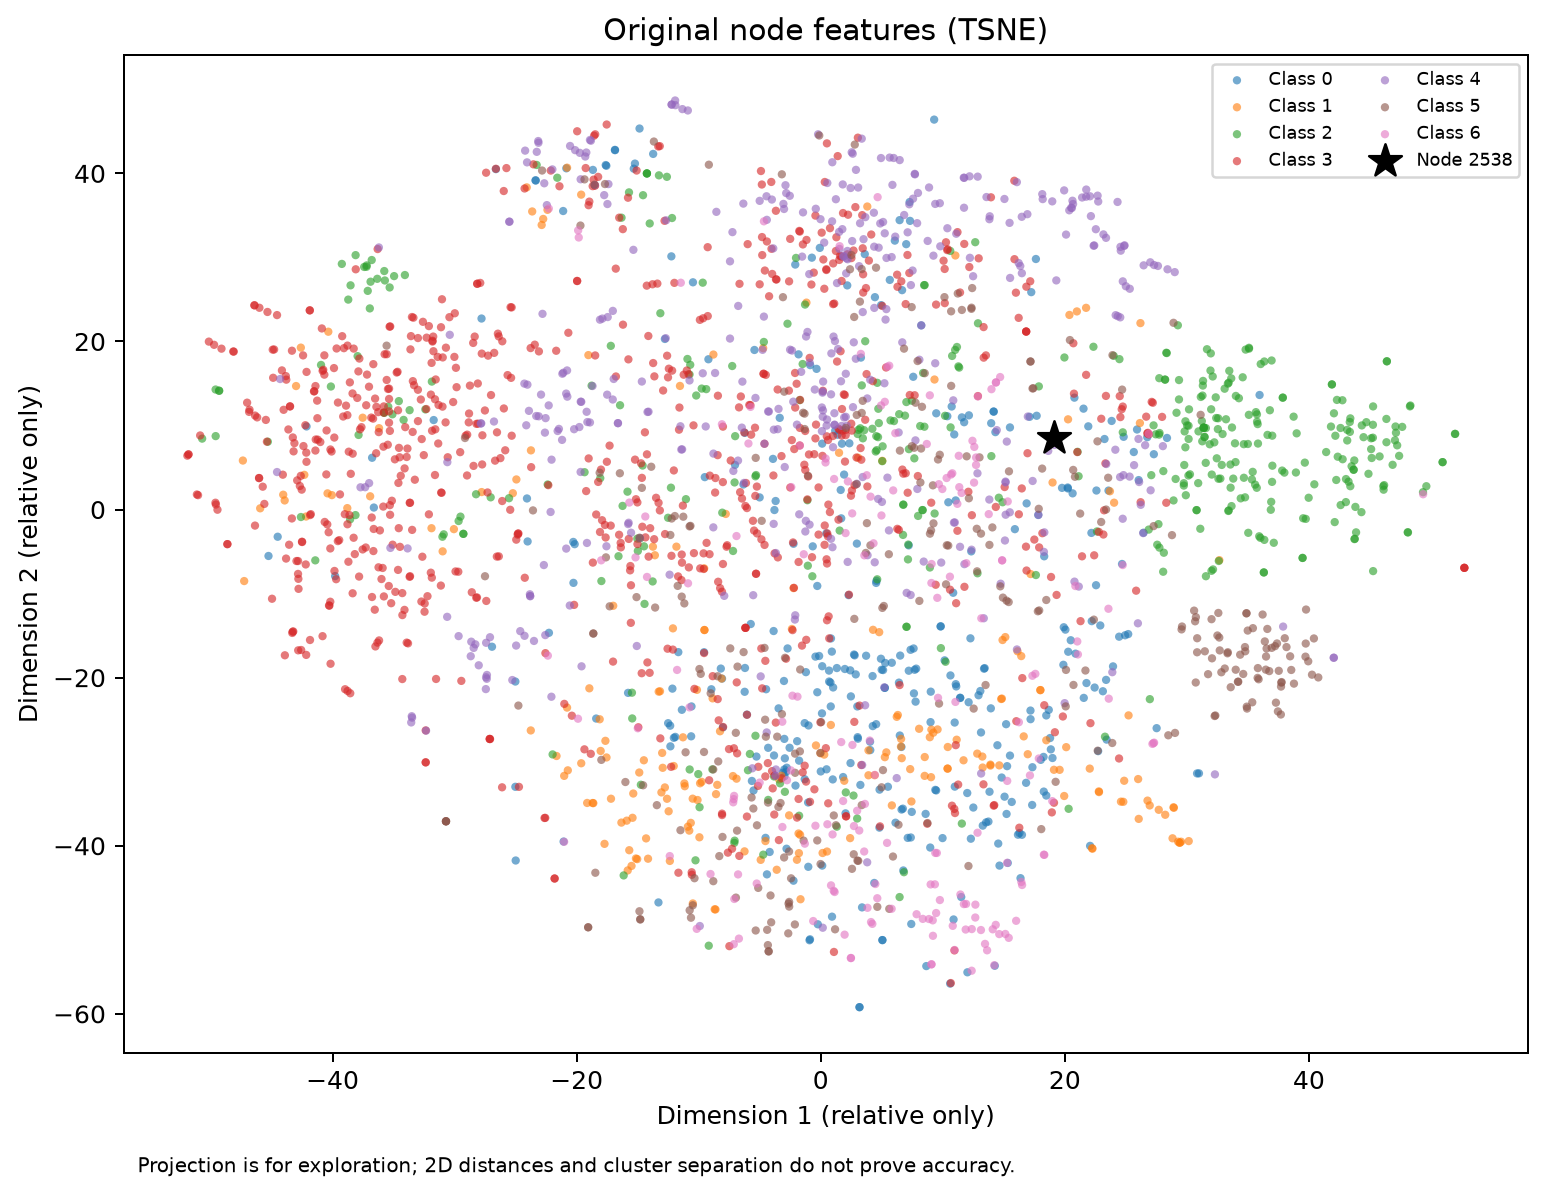 Original node features (TSNE)
Class 0
Class 1
Class 2
Class 3
Class 4
Class 5
Class 6
Node 2538
40
20
0
−20
−40
−60
Dimension 2 (relative only)
−40
−20
0
20
40
Dimension 1 (relative only)
Projection is for exploration; 2D distances and cluster separation do not prove accuracy.